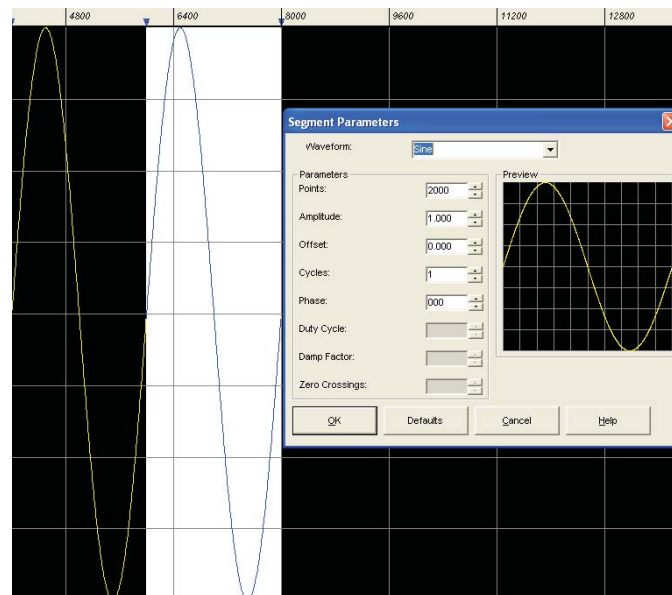 4800 6400 8000 9600 11200 12800
Segment Parameters
Waveform: Sine
Parameters
Preview
Points: 2000
Amplitude: 1.000
Offset: 0.000
Cycles: 1
Phase: 000
Duty Cycle:
Damp Factor:
Zero Crossings:
OK Defaults Cancel Help